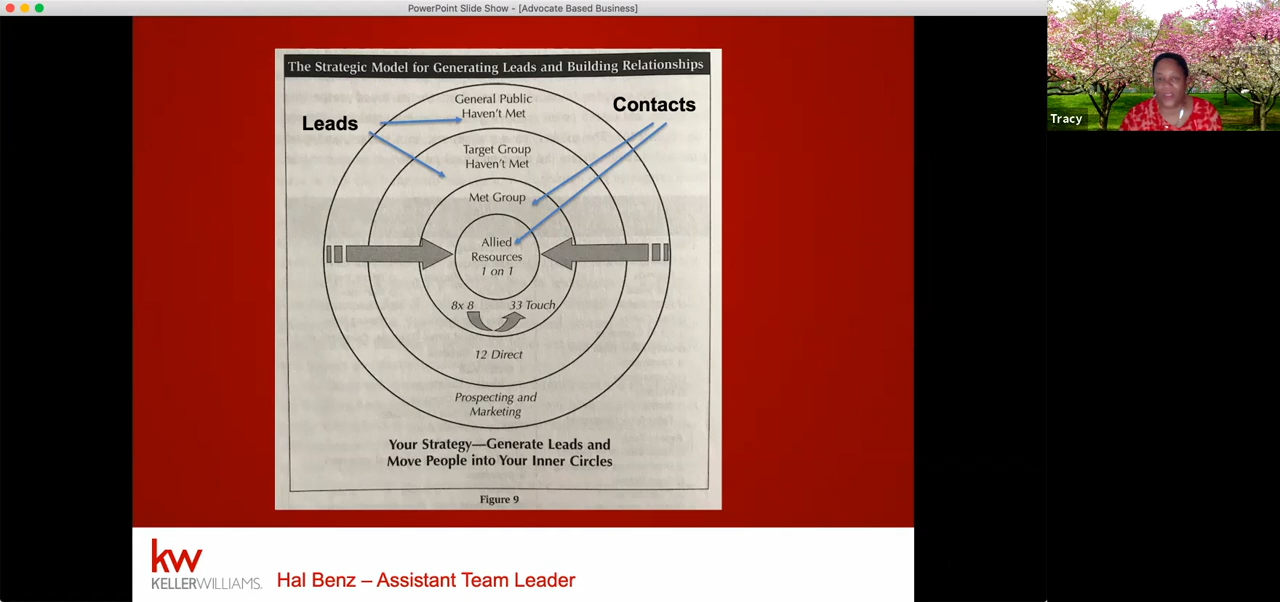 PowerPoint Slide Show - [Advocate Based Business]
The Strategic Model for Generating Leads and Building Relationships
General Public
Haven't Met
Contacts
Leads
Target Group
Haven't Met
Met Group
Allied
Resources
1 on 1
8x 8
33 Touch
12 Direct
Prospecting and
Marketing
Your Strategy—Generate Leads and
Move People into Your Inner Circles
Figure 9
kw
KELLERWILLIAMS.
Hal Benz – Assistant Team Leader
Tracy